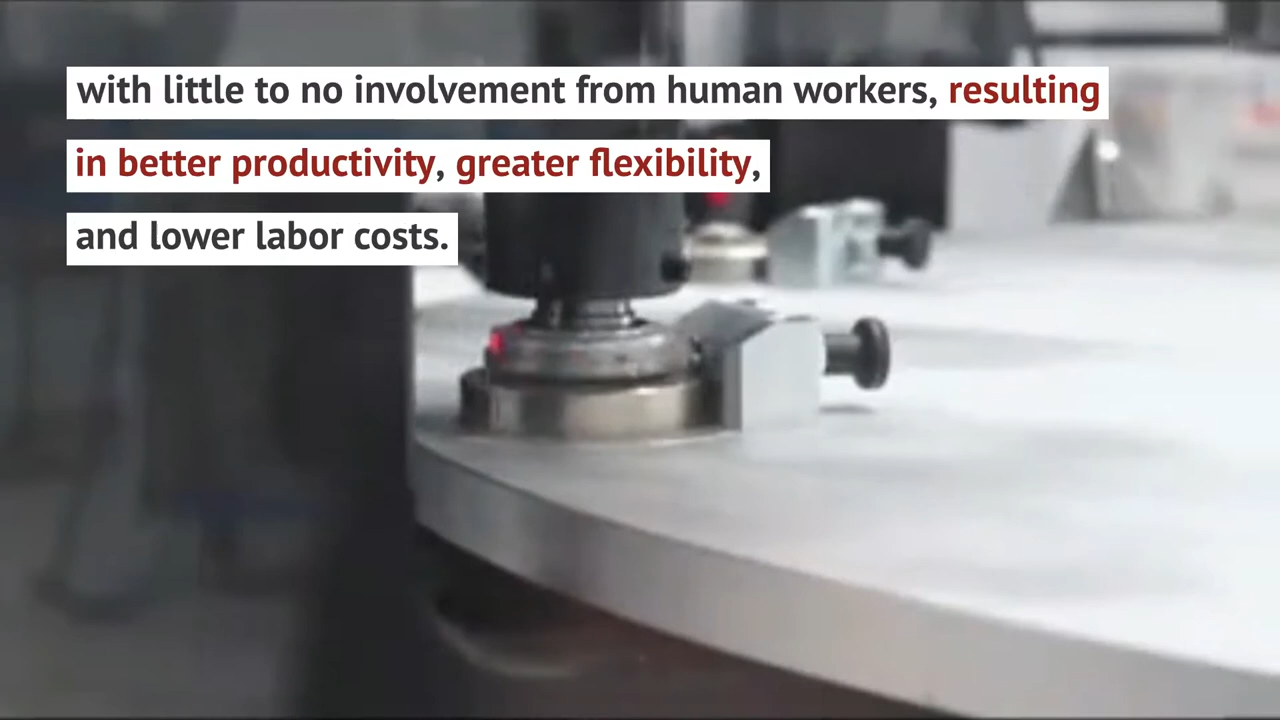 with little to no involvement from human workers, resulting
in better productivity, greater flexibility,
and lower labor costs.